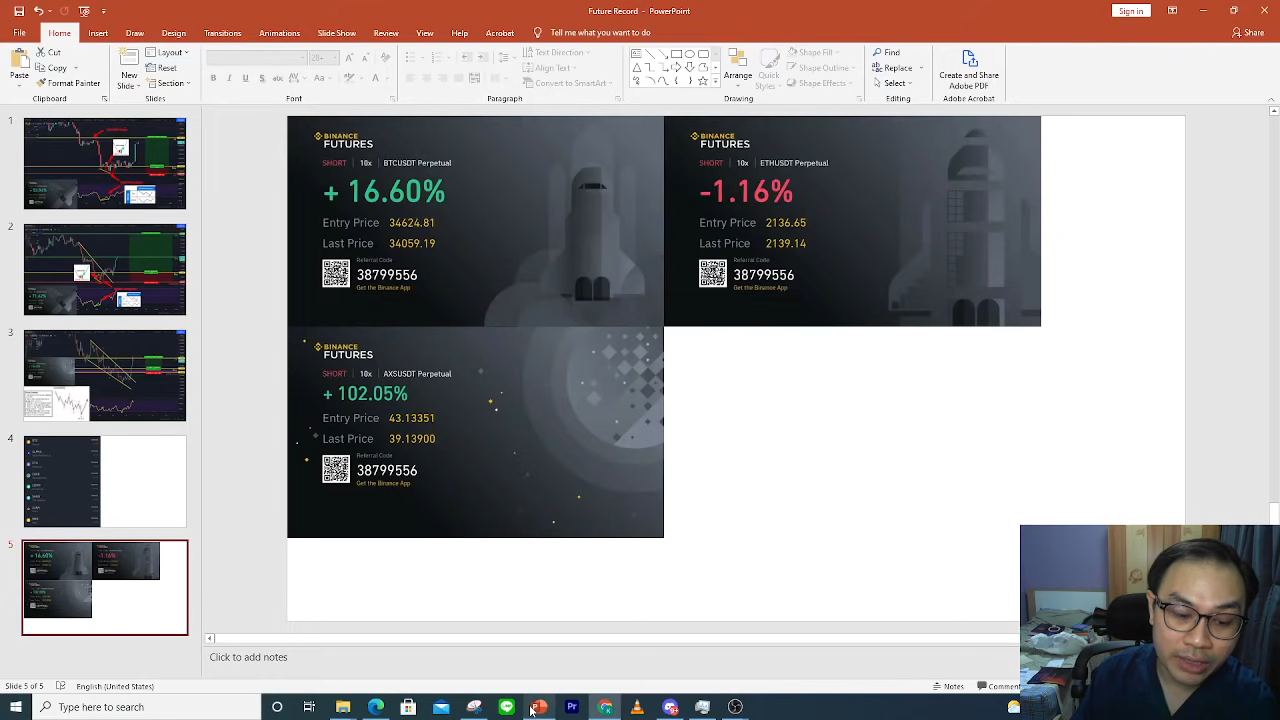 Future Record - PowerPoint
Sign in
File Home Insert Draw Design Transitions Animations Slide Show Review View Help Acrobat Tell me what you want to do Share
Paste
Cut
Copy
Format Painter
Clipboard
New
Slide
Layout
Reset
Section
Slides
28+
Font
Text Direction
Align Text
Convert to SmartArt
Paragraph
Arrange
Quick
Styles
Shape Fill
Shape Outline
Shape Effects
Drawing
Find
Replace
Select
Editing
Create and Share
Adobe PDF
Adobe Acrobat
1
2
3
4
5
BINANCE
FUTURES
SHORT | 10x | BTCUSDT Perpetual
+ 16.60%
Entry Price 34624.81
Last Price 34059.19
Referral Code
38799556
Get the Binance App
BINANCE
FUTURES
SHORT | 10x | ETHUSDT Perpetual
-1.16%
Entry Price 2136.65
Last Price 2139.14
Referral Code
38799556
Get the Binance App
BINANCE
FUTURES
SHORT | 10x | AXSUSDT Perpetual
+ 102.05%
Entry Price 43.13351
Last Price 39.13900
Referral Code
38799556
Get the Binance App
Click to add notes
Slide 5 of 5 English (United States) Notes
Type here to search